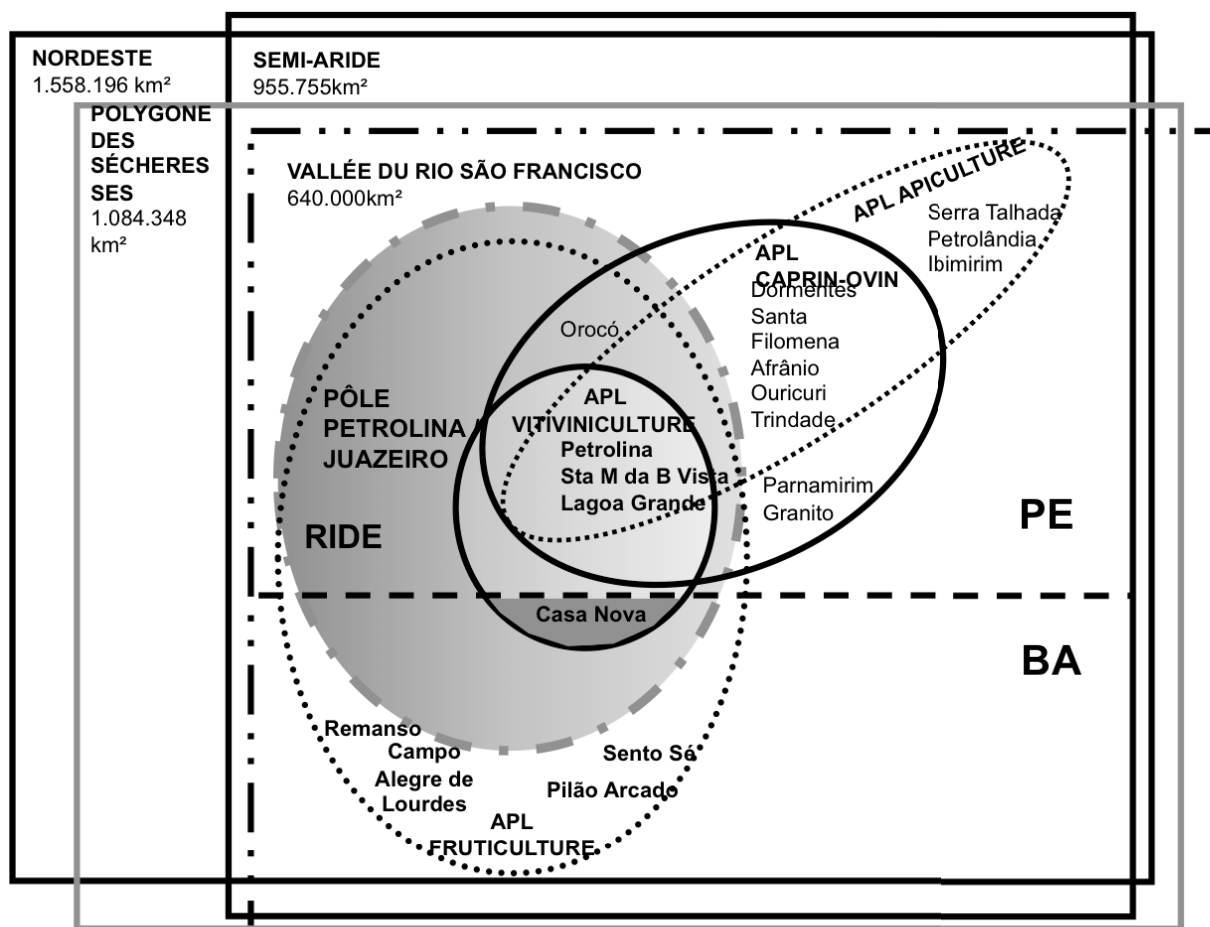 NORDESTE
1.558.196 km²
SEMI-ARIDE
955.755km²
POLYGONE
DES
SÉCHERES
SES
1.084.348
km²
VALLÉE DU RIO SÃO FRANCISCO
640.000km²
APL APICULTURE
Serra Talhada
Petrolândia
Ibimirim
APL
CAPRIN-OVIN
Dormentes
Santa
Filomena
Afrânio
Ouricuri
Trindade
Orocó
PÔLE
PETROLINA /
JUAZEIRO
APL
VITIVINICULTURE
Petrolina
Sta M da B Vista
Lagoa Grande
Parnamirim
Granito
PE
RIDE
Casa Nova
BA
Remanso
Campo
Alegre de
Lourdes
Sento Sé
Pilão Arcado
APL
FRUTICULTURE